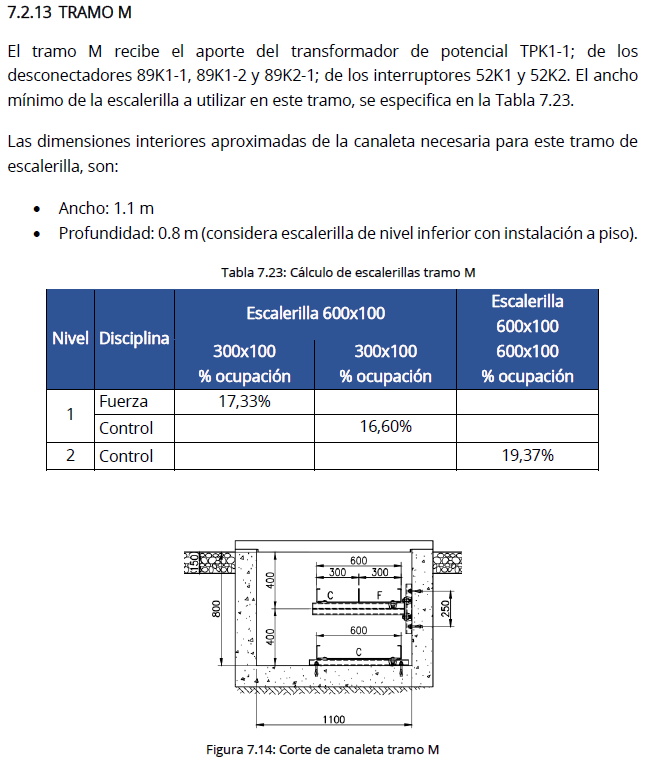 7.2.13 TRAMO M
El tramo M recibe el aporte del transformador de potencial TPK1-1; de los
desconectadores 89K1-1, 89K1-2 y 89K2-1; de los interruptores 52K1 y 52K2. El ancho
mínimo de la escalerilla a utilizar en este tramo, se especifica en la Tabla 7.23.
Las dimensiones interiores aproximadas de la canaleta necesaria para este tramo de
escalerilla, son:
• Ancho: 1.1 m
• Profundidad: 0.8 m (considera escalerilla de nivel inferior con instalación a piso).
Tabla 7.23: Cálculo de escalerillas tramo M
Nivel Disciplina Escalerilla 600x100 Escalerilla
600x100
300x100 300x100 600x100
% ocupación % ocupación % ocupación
1 Fuerza 17,33%
Control 16,60%
2 Control 19,37%
150
600
300 300
400
C F
800
250
400
600
C
1100
Figura 7.14: Corte de canaleta tramo M